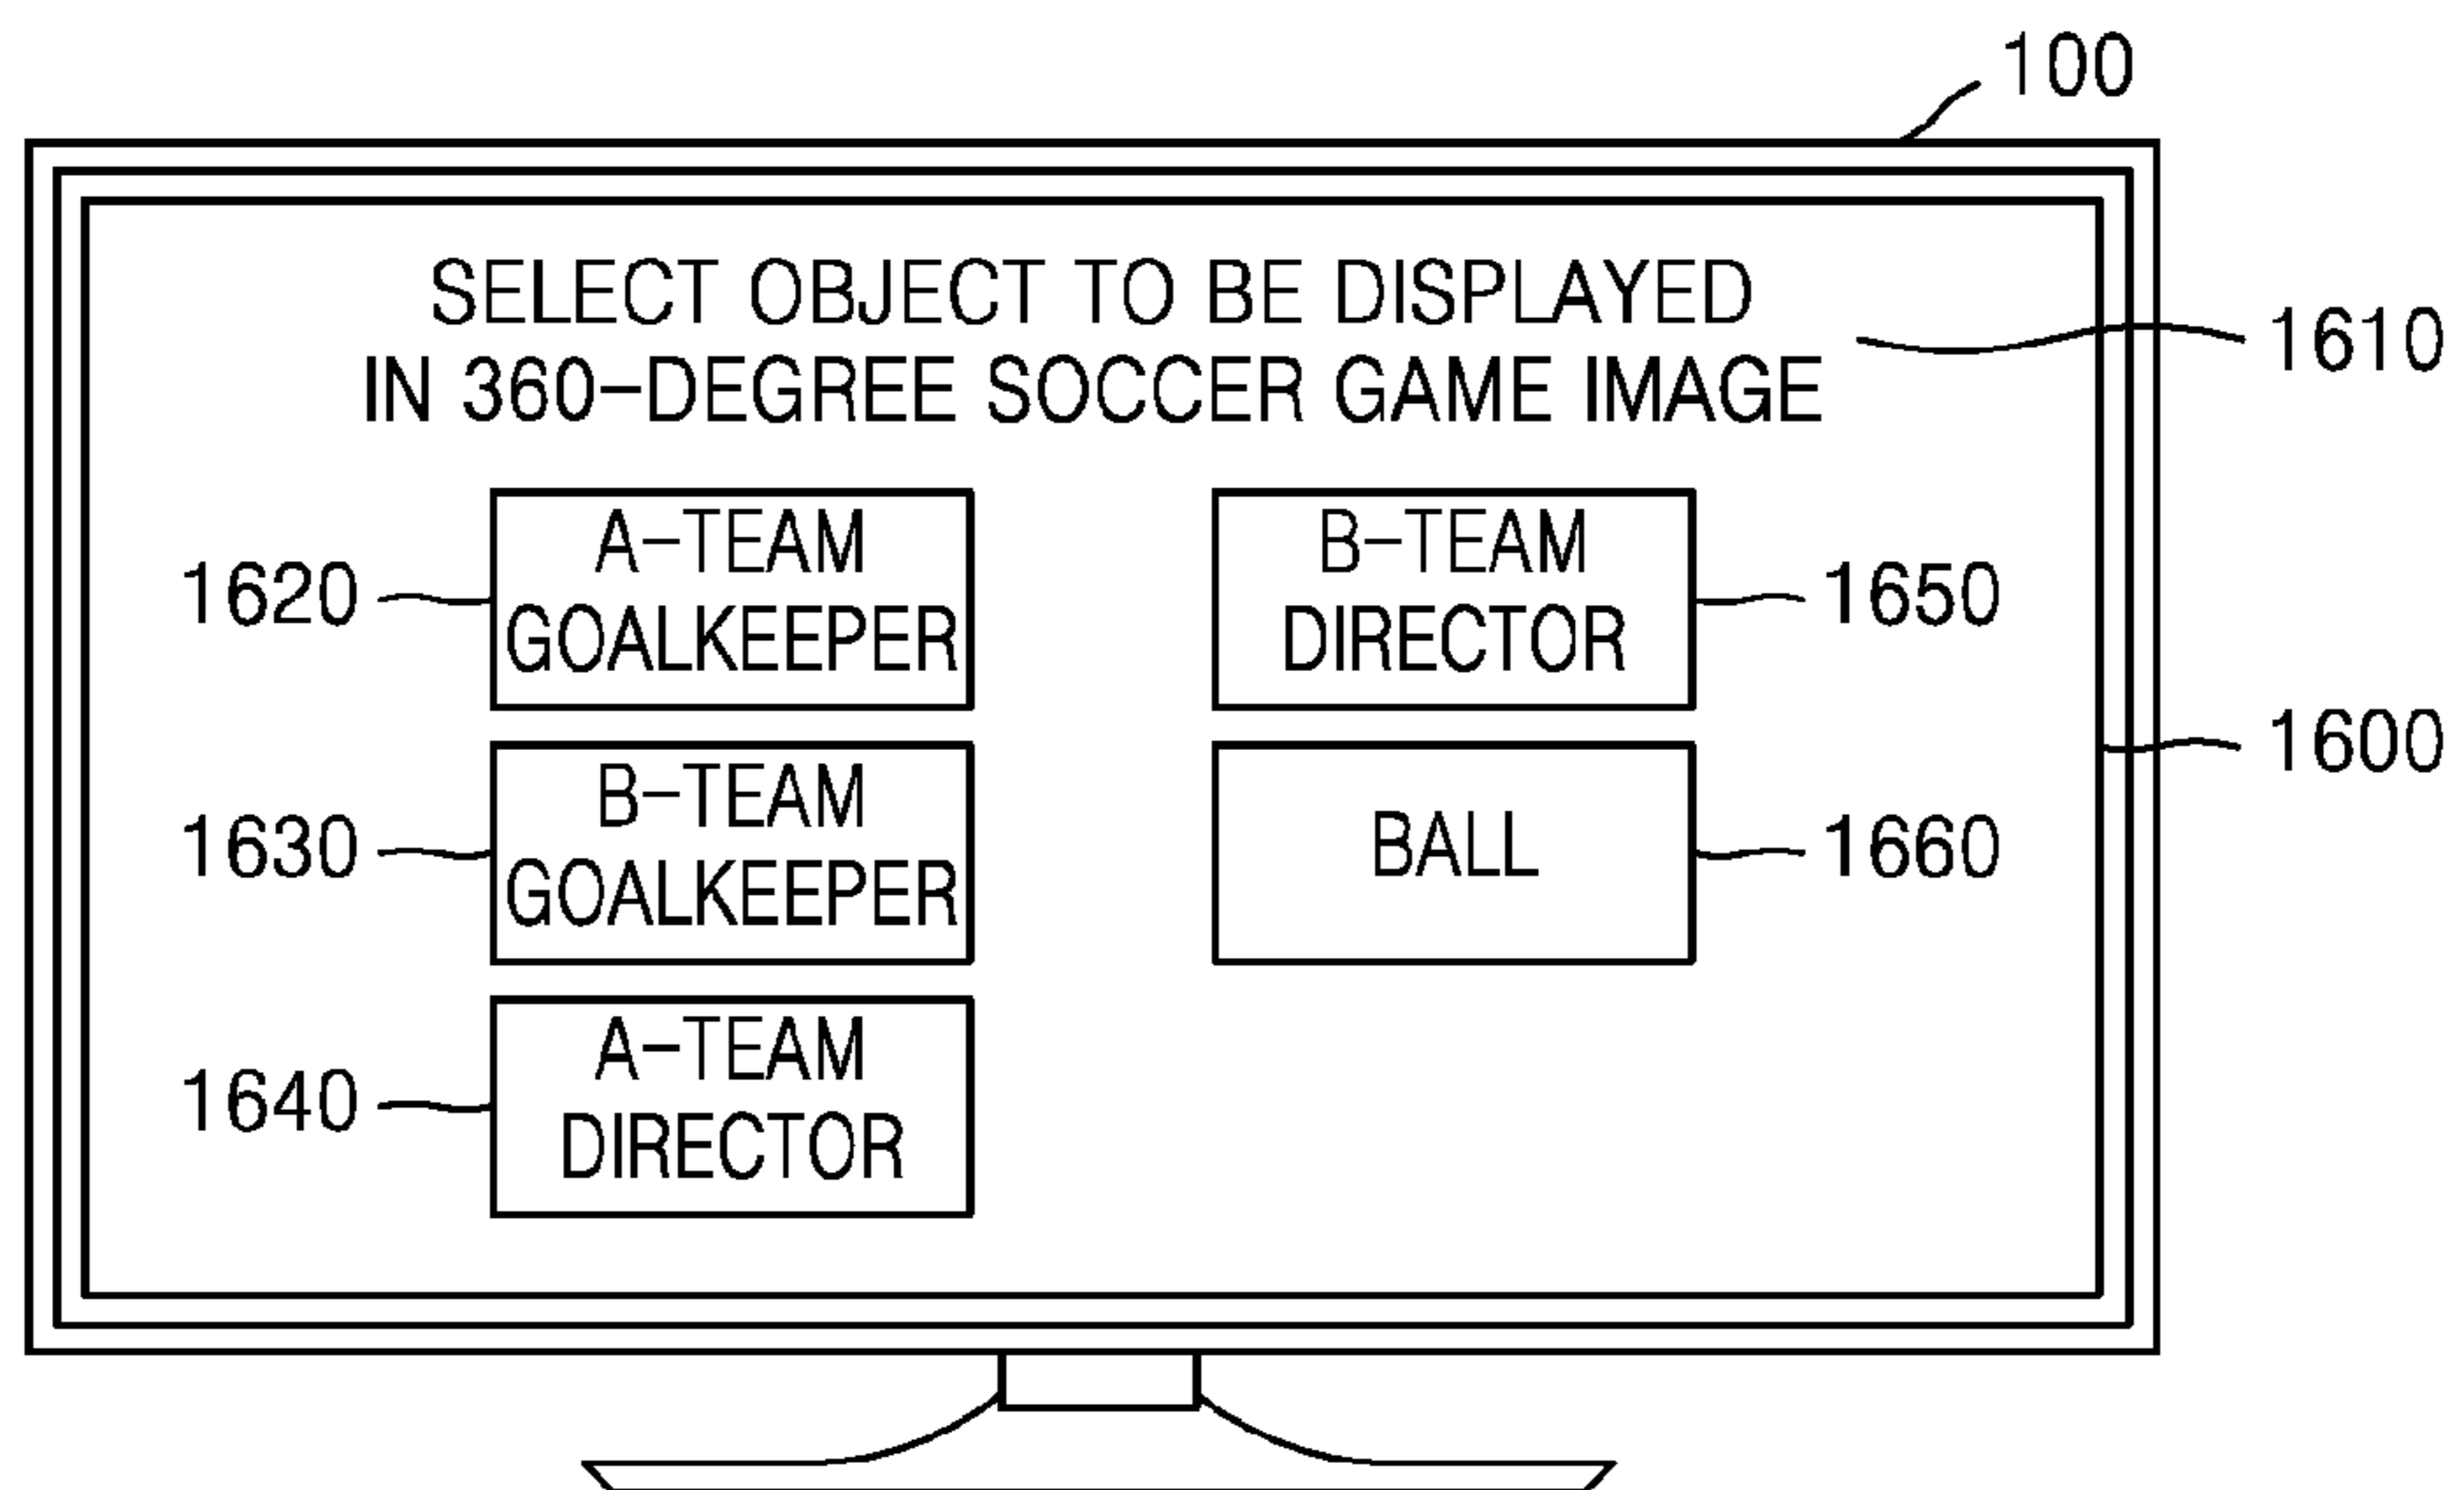 100
SELECT OBJECT TO BE DISPLAYED
IN 360-DEGREE SOCCER GAME IMAGE
1610
A-TEAM
GOALKEEPER
1620
B-TEAM
DIRECTOR
1650
1600
B-TEAM
GOALKEEPER
1630
BALL
1660
A-TEAM
DIRECTOR
1640